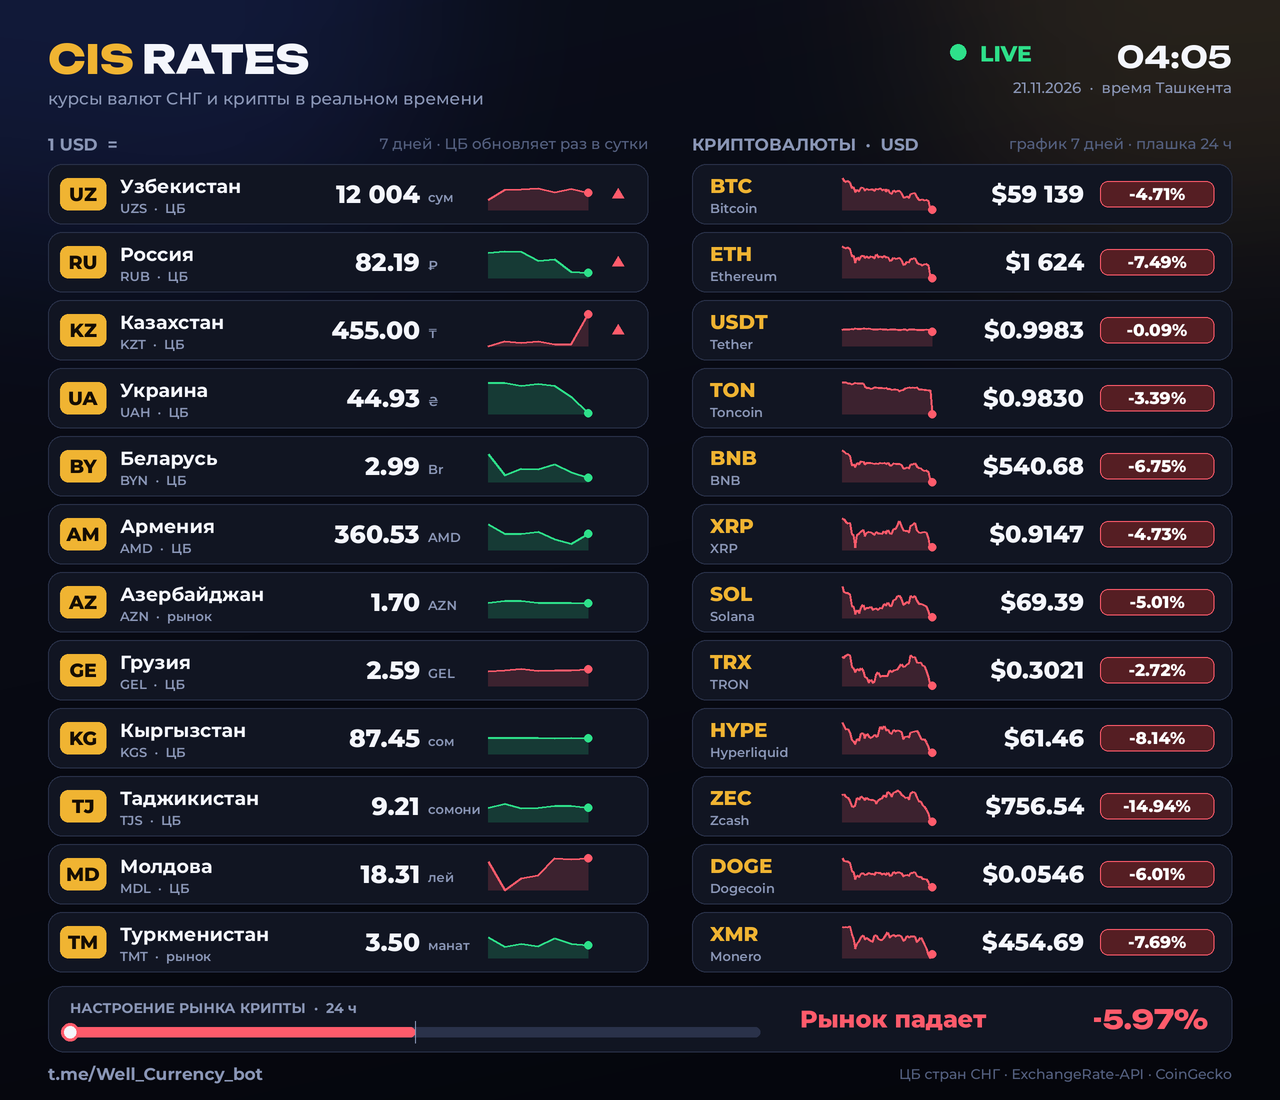 CIS RATES
курсы валют СНГ и крипты в реальном времени
LIVE 04:05
21.11.2026 · время Ташкента
1 USD =
7 дней · ЦБ обновляет раз в сутки
UZ Узбекистан 12 004 сум
UZS · ЦБ
RU Россия 82.19 ₽
RUB · ЦБ
KZ Казахстан 455.00 ₸
KZT · ЦБ
UA Украина 44.93 ₴
UAH · ЦБ
BY Беларусь 2.99 Br
BYN · ЦБ
AM Армения 360.53 AMD
AMD · ЦБ
AZ Азербайджан 1.70 AZN
AZN · рынок
GE Грузия 2.59 GEL
GEL · ЦБ
KG Кыргызстан 87.45 сом
KGS · ЦБ
TJ Таджикистан 9.21 сомони
TJS · ЦБ
MD Молдова 18.31 лей
MDL · ЦБ
TM Туркменистан 3.50 манат
TMT · рынок
КРИПТОВАЛЮТЫ · USD
график 7 дней · плашка 24 ч
BTC $59 139 -4.71%
Bitcoin
ETH $1 624 -7.49%
Ethereum
USDT $0.9983 -0.09%
Tether
TON $0.9830 -3.39%
Toncoin
BNB $540.68 -6.75%
BNB
XRP $0.9147 -4.73%
XRP
SOL $69.39 -5.01%
Solana
TRX $0.3021 -2.72%
TRON
HYPE $61.46 -8.14%
Hyperliquid
ZEC $756.54 -14.94%
Zcash
DOGE $0.0546 -6.01%
Dogecoin
XMR $454.69 -7.69%
Monero
НАСТРОЕНИЕ РЫНКА КРИПТЫ · 24 ч
Рынок падает -5.97%
t.me/Well_Currency_bot
ЦБ стран СНГ · ExchangeRate-API · CoinGecko